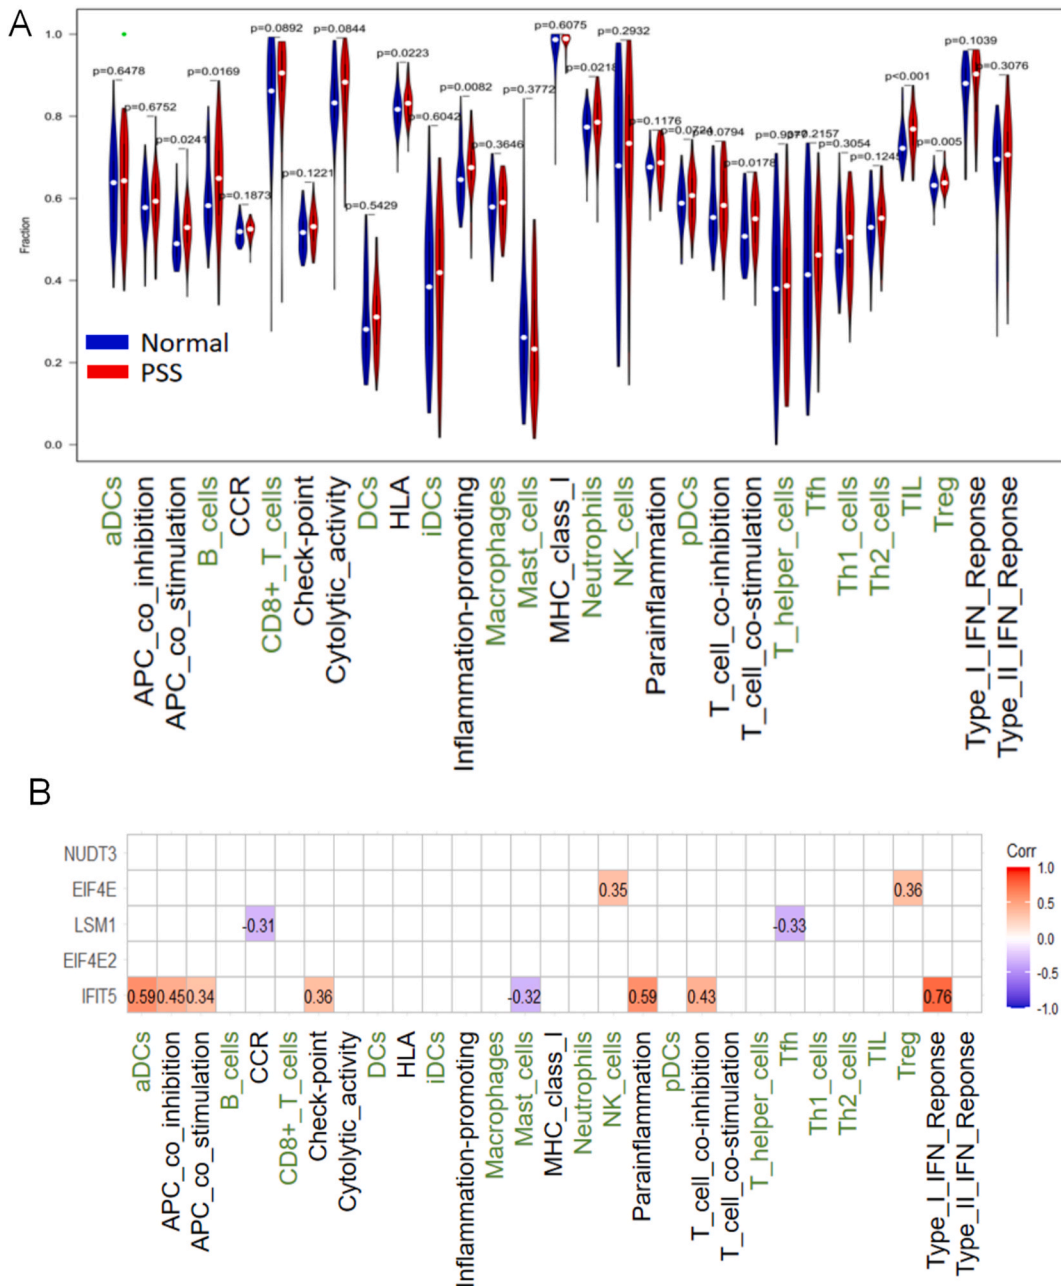 A
Fraction
1.0
0.8
0.6
0.4
0.2
0.0
p=0.6478
p=0.6752
p=0.0241
p=0.0169
p=0.1873
p=0.0892
p=0.1221
p=0.0844
p=0.5429
p=0.0223
p=0.6042
p=0.0082
p=0.3646
p=0.3772
p=0.6075
p=0.0218
p=0.2932
p=0.1176
p=0.0724
p=0.0794
p=0.0178
p=0.2157
p=0.3054
p=0.1245
p<0.001
p=0.005
p=0.1039
p=0.3076
Normal
PSS
aDCs
APC_co_inhibition
APC_co_stimulation
B_cells
CCR
CD8+_T_cells
Check-point
Cytolytic_activity
DCs
HLA
iDCs
Inflammation-promoting
Macrophages
Mast_cells
MHC_class_I
Neutrophils
NK_cells
Parainflammation
pDCs
T_cell_co-inhibition
T_cell_co-stimulation
T_helper_cells
Tfh
Th1_cells
Th2_cells
TIL
Treg
Type_I_IFN_Reponse
Type_II_IFN_Reponse
B
NUDT3
EIF4E 0.35 0.36
LSM1 -0.31 -0.33
EIF4E2
IFIT5 0.59 0.45 0.34 0.36 -0.32 0.59 0.43 0.76
Corr
1.0
0.5
0.0
-0.5
-1.0
aDCs
APC_co_inhibition
APC_co_stimulation
B_cells
CCR
CD8+_T_cells
Check-point
Cytolytic_activity
DCs
HLA
iDCs
Inflammation-promoting
Macrophages
Mast_cells
MHC_class_I
Neutrophils
NK_cells
Parainflammation
pDCs
T_cell_co-inhibition
T_cell_co-stimulation
T_helper_cells
Tfh
Th1_cells
Th2_cells
TIL
Treg
Type_I_IFN_Reponse
Type_II_IFN_Reponse